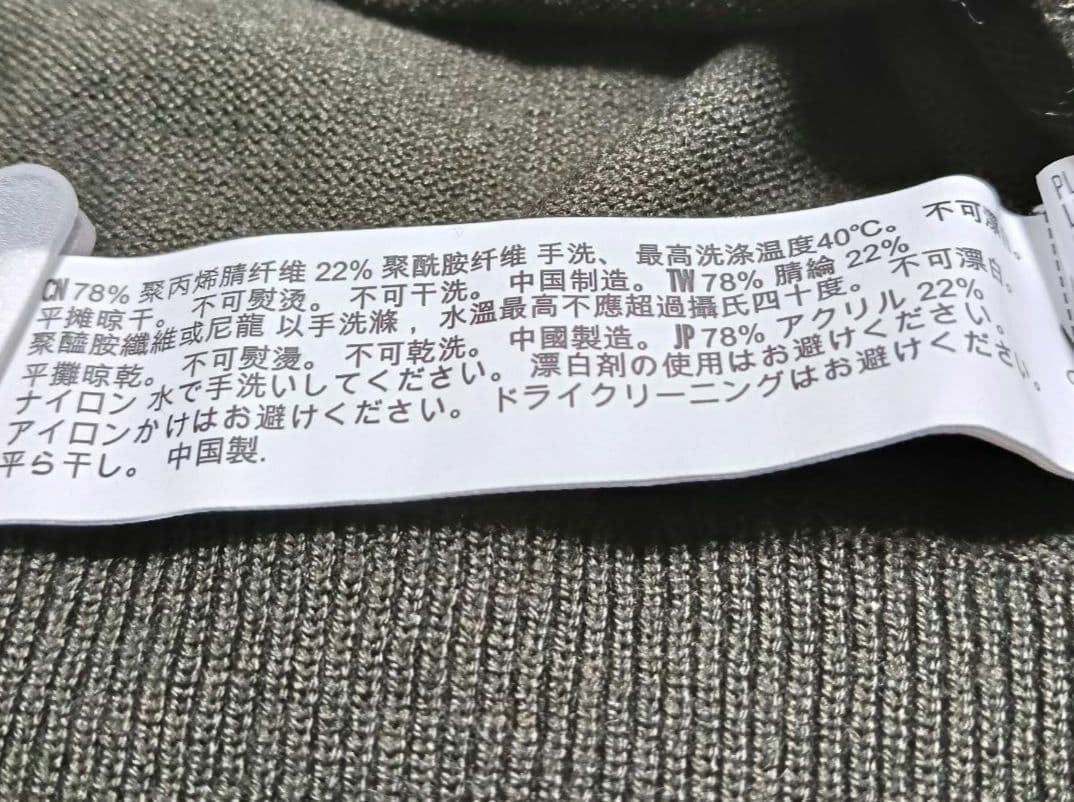 CN 78% 聚丙烯腈纤维 22% 聚酰胺纤维 手洗、 最高洗涤温度40°C。 不可漂白。
平摊晾干。 不可熨烫。 不可干洗。 中国制造。 TW 78% 腈綸 22%
聚醯胺纖維或尼龍 以手洗滌, 水溫最高不應超過攝氏四十度。 不可漂白。
平攤晾乾。 不可熨燙。 不可乾洗。 中國製造。 JP 78% アクリル 22%
ナイロン 水で手洗いしてください。 漂白剤の使用はお避けください。
アイロンかけはお避けください。 ドライクリーニングはお避けください。
平ら干し。 中国製.
PL